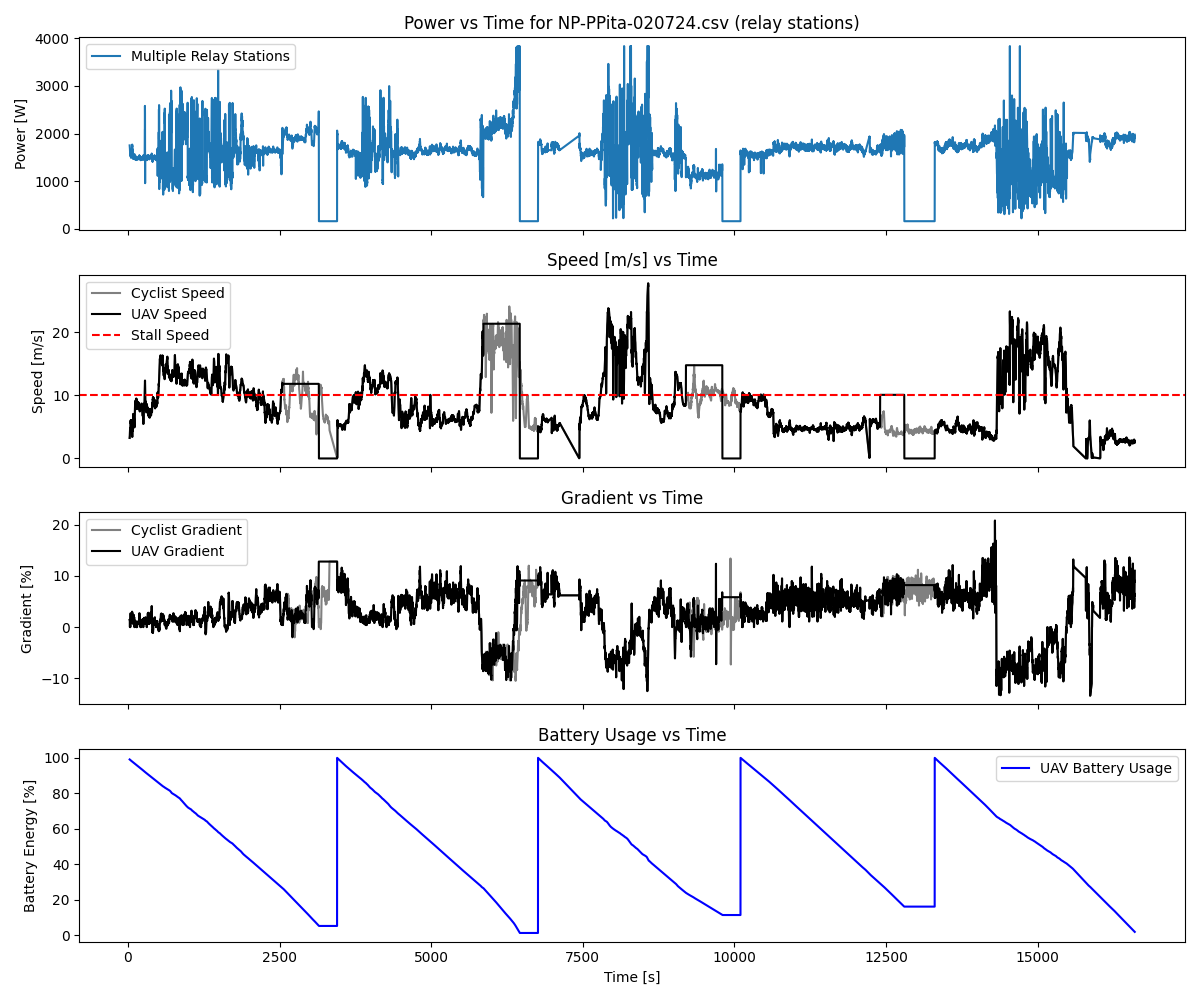 Power vs Time for NP-PPita-020724.csv (relay stations)
4000
3000
2000
1000
0
Power [W]
Multiple Relay Stations
Speed [m/s] vs Time
20
10
0
Speed [m/s]
Cyclist Speed
UAV Speed
Stall Speed
Gradient vs Time
20
10
0
−10
Gradient [%]
Cyclist Gradient
UAV Gradient
Battery Usage vs Time
100
80
60
40
20
0
Battery Energy [%]
UAV Battery Usage
0 2500 5000 7500 10000 12500 15000
Time [s]